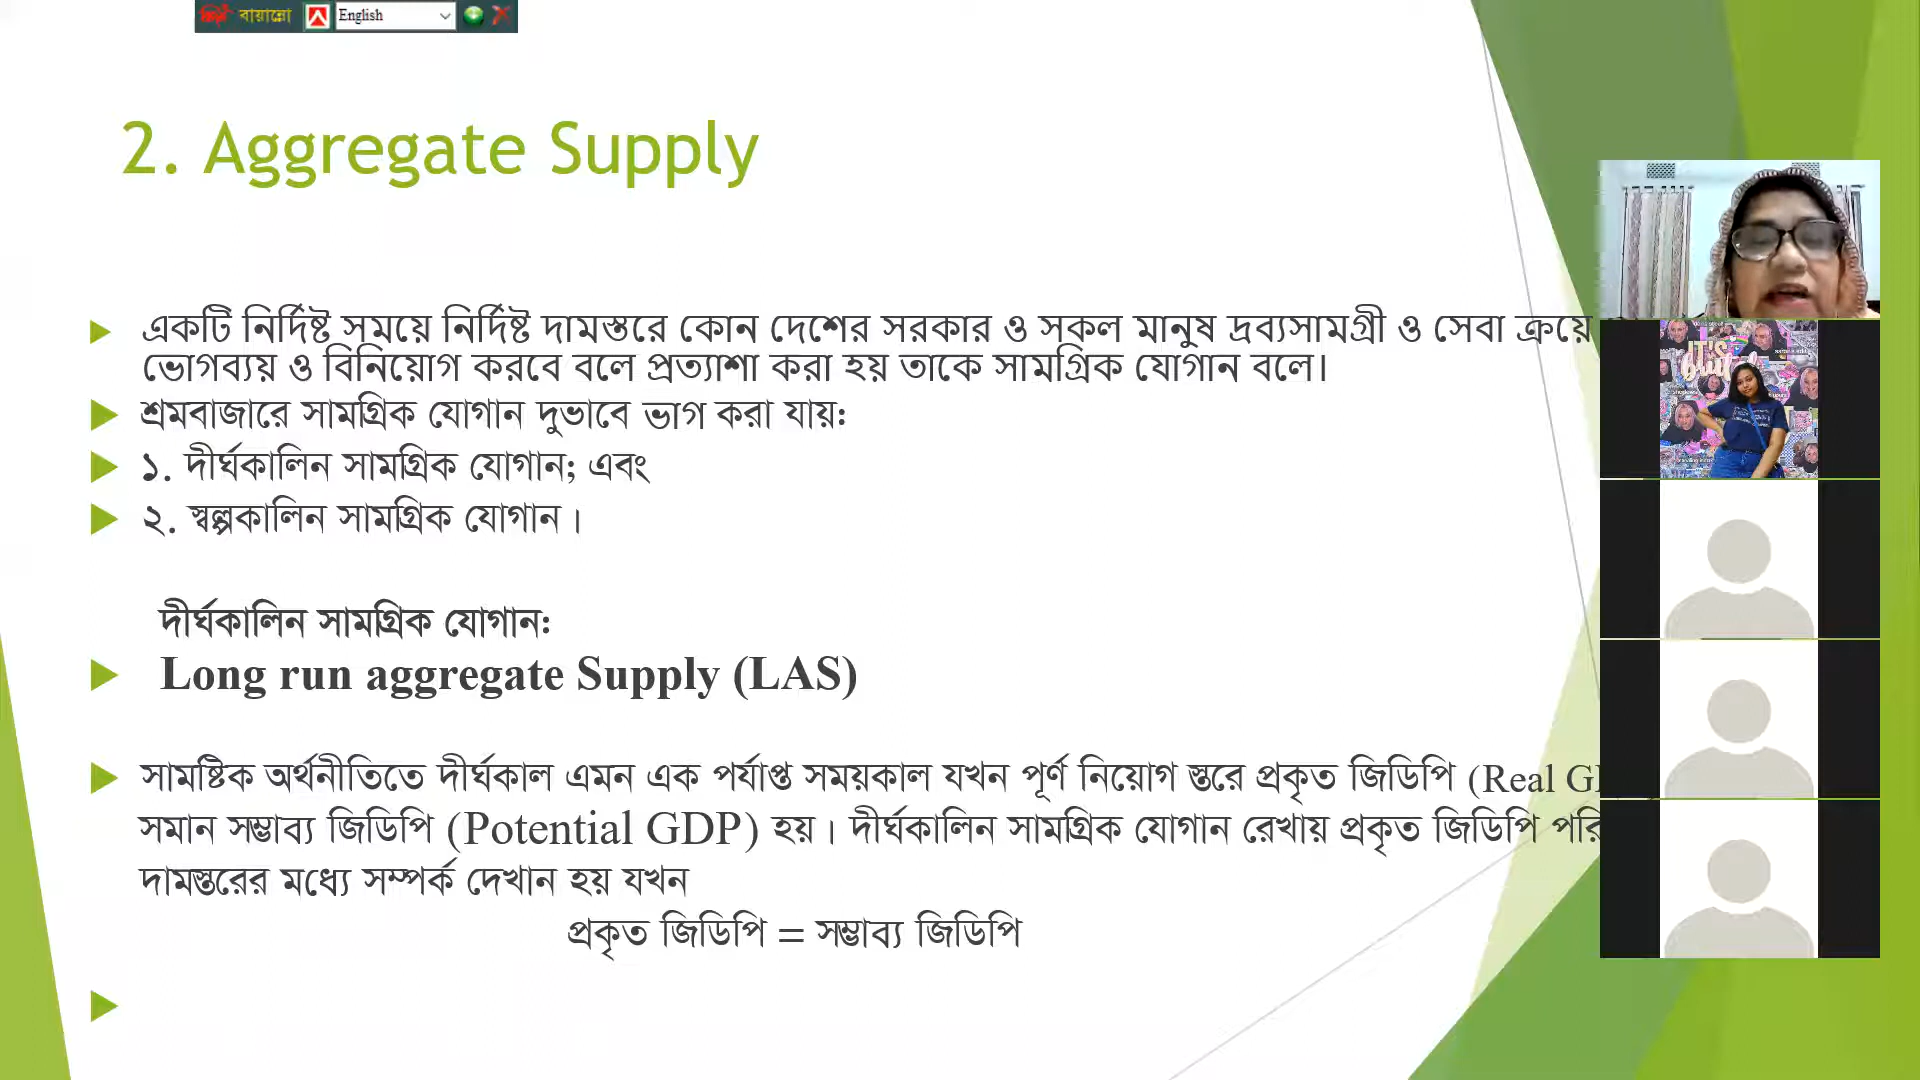 বায়ান্নো English
2. Aggregate Supply
একটি নির্দিষ্ট সময়ে নির্দিষ্ট দামস্তরে কোন দেশের সরকার ও সকল মানুষ দ্রব্যসামগ্রী ও সেবা ক্রয়ে
ভোগব্যয় ও বিনিয়োগ করবে বলে প্রত্যাশা করা হয় তাকে সামগ্রিক যোগান বলে।
শ্রমবাজারে সামগ্রিক যোগান দুভাবে ভাগ করা যায়ঃ
১. দীর্ঘকালিন সামগ্রিক যোগান; এবং
২. স্বল্পকালিন সামগ্রিক যোগান।
দীর্ঘকালিন সামগ্রিক যোগানঃ
Long run aggregate Supply (LAS)
সামষ্টিক অর্থনীতিতে দীর্ঘকাল এমন এক পর্যাপ্ত সময়কাল যখন পূর্ণ নিয়োগ স্তরে প্রকৃত জিডিপি (Real
সমান সম্ভাব্য জিডিপি (Potential GDP) হয়। দীর্ঘকালিন সামগ্রিক যোগান রেখায় প্রকৃত জিডিপি
দামস্তরের মধ্যে সম্পর্ক দেখান হয় যখন
প্রকৃত জিডিপি = সম্ভাব্য জিডিপি
IT'S